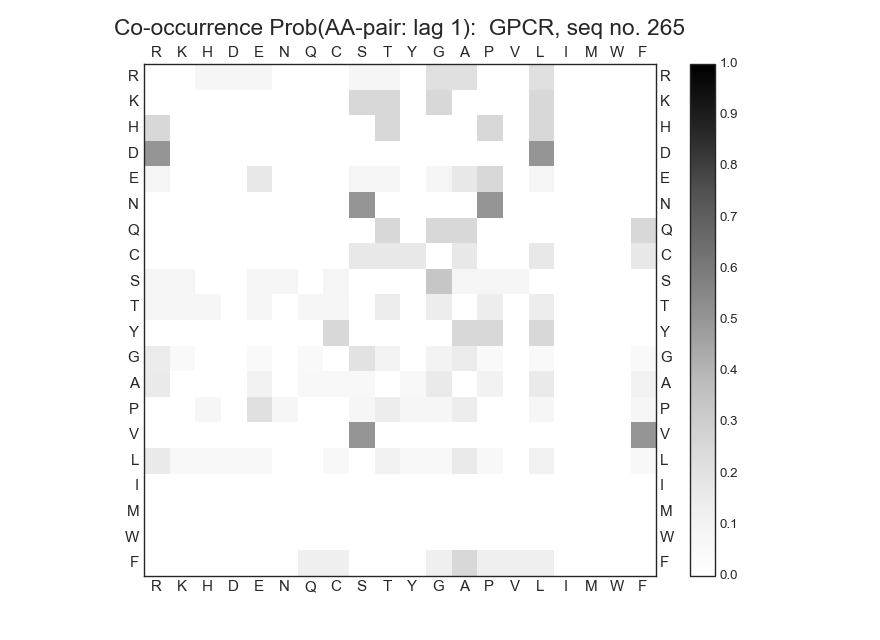 Co-occurrence Prob(AA-pair: lag 1):  GPCR, seq no. 265
R K H D E N Q C S T Y G A P V L I M W F
R R 1.0
K K 0.9
H H
D D 0.8
E E
N N 0.7
Q Q
C C 0.6
S S
T T 0.5
Y Y
G G 0.4
A A
P P 0.3
V V
L L 0.2
I I
M M 0.1
W W
F F 0.0
R K H D E N Q C S T Y G A P V L I M W F